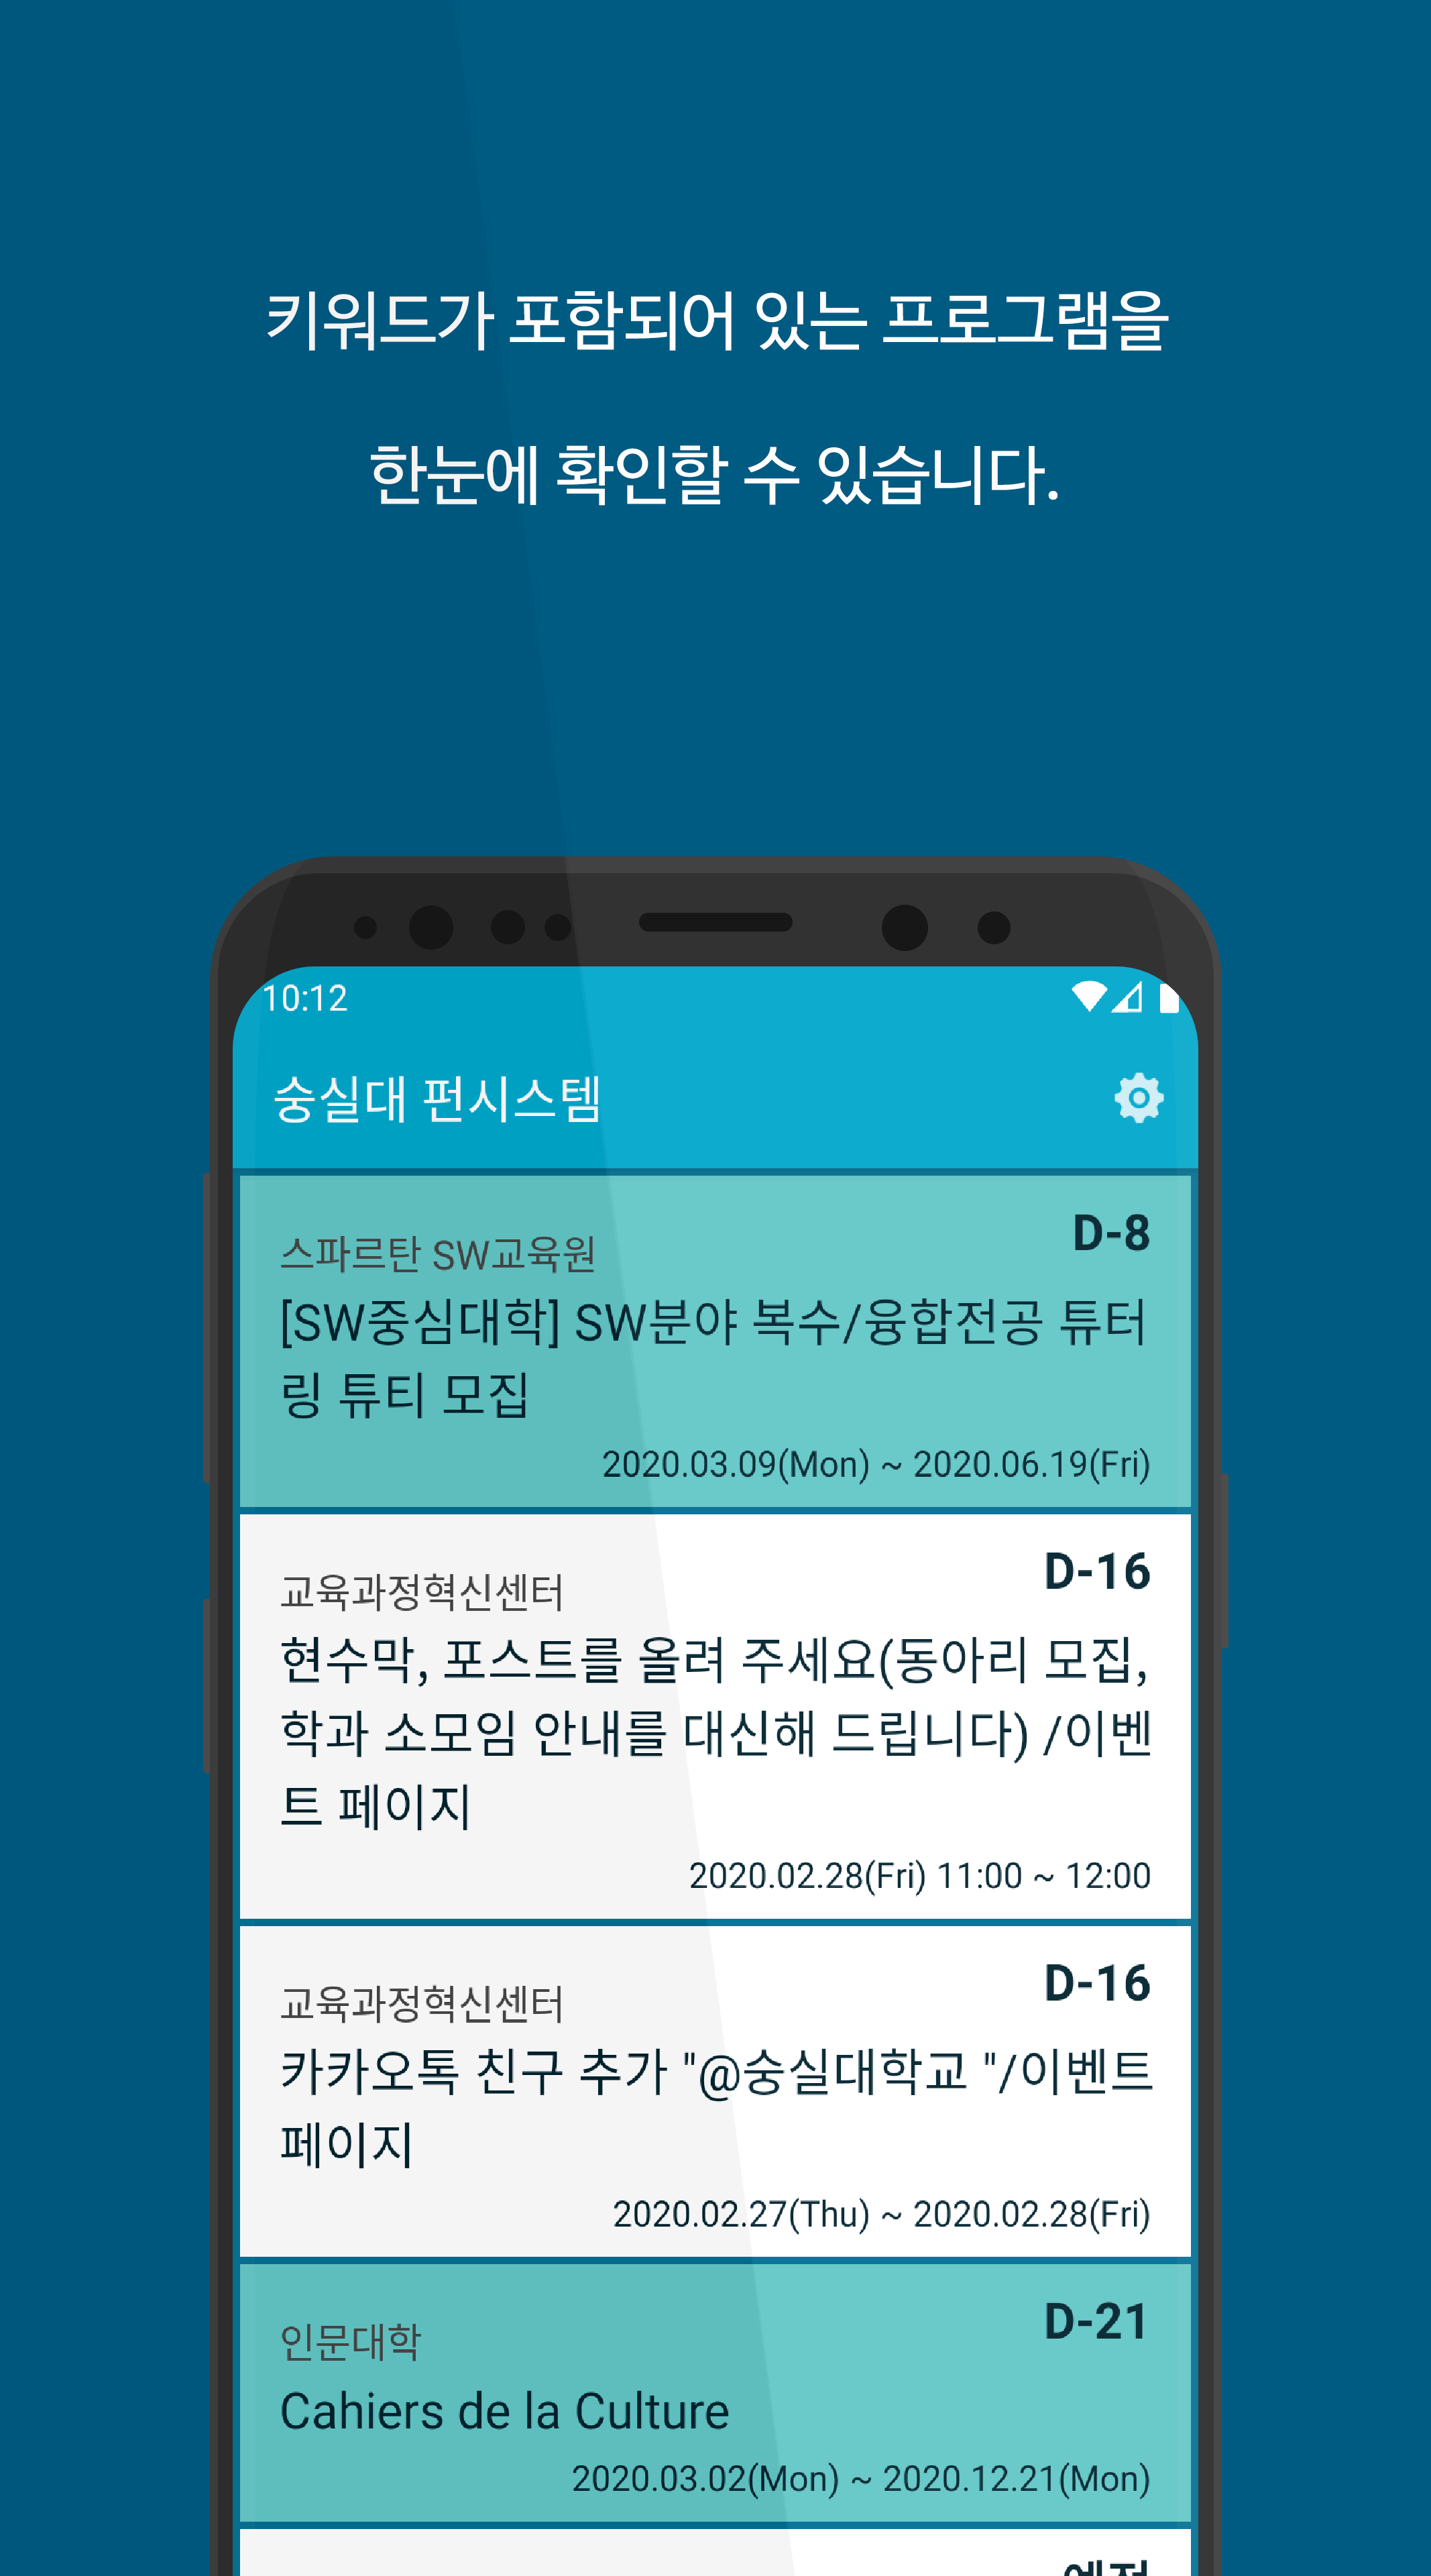 키워드가 포함되어 있는 프로그램을
한눈에 확인할 수 있습니다.
10:12
숭실대 펀시스템
D-8
스파르탄 SW교육원
[SW중심대학] SW분야 복수/융합전공 튜터
링 튜티 모집
2020.03.09(Mon) ~ 2020.06.19(Fri)
D-16
교육과정혁신센터
현수막, 포스트를 올려 주세요(동아리 모집,
학과 소모임 안내를 대신해 드립니다) /이벤
트 페이지
2020.02.28(Fri) 11:00 ~ 12:00
D-16
교육과정혁신센터
카카오톡 친구 추가 "@숭실대학교 "/이벤트
페이지
2020.02.27(Thu) ~ 2020.02.28(Fri)
D-21
인문대학
Cahiers de la Culture
2020.03.02(Mon) ~ 2020.12.21(Mon)